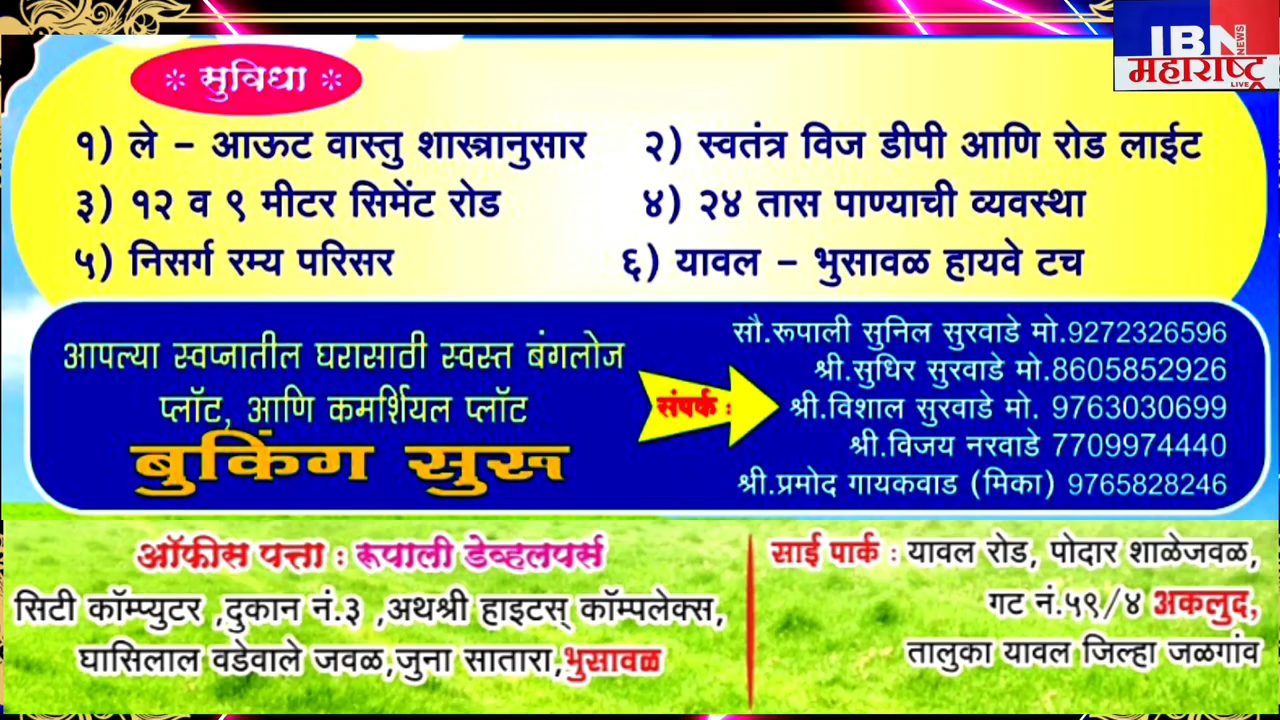 IBN NEWS
महाराष्ट्र
LIVE
* सुविधा *
१) ले - आऊट वास्तु शास्त्रानुसार
२) स्वतंत्र विज डीपी आणि रोड लाईट
३) १२ व ९ मीटर सिमेंट रोड
४) २४ तास पाण्याची व्यवस्था
५) निसर्ग रम्य परिसर
६) यावल - भुसावळ हायवे टच
आपल्या स्वप्नातील घरासाठी स्वस्त बंगलोज
प्लॉट, आणि कमर्शियल प्लॉट
बुकिंग सुरू
संपर्क :
सौ.रूपाली सुनिल सुरवाडे मो.9272326596
श्री.सुधिर सुरवाडे मो.8605852926
श्री.विशाल सुरवाडे मो. 9763030699
श्री.विजय नरवाडे 7709974440
श्री.प्रमोद गायकवाड (मिका) 9765828246
ऑफीस पत्ता : रूपाली डेव्हलपर्स
सिटी कॉम्प्युटर ,दुकान नं.३ ,अथश्री हाइटस् कॉम्पलेक्स,
घासिलाल वडेवाले जवळ,जुना सातारा,भुसावळ
साई पार्क : यावल रोड, पोदार शाळेजवळ,
गट नं.५९/४ अकलुद,
तालुका यावल जिल्हा जळगांव